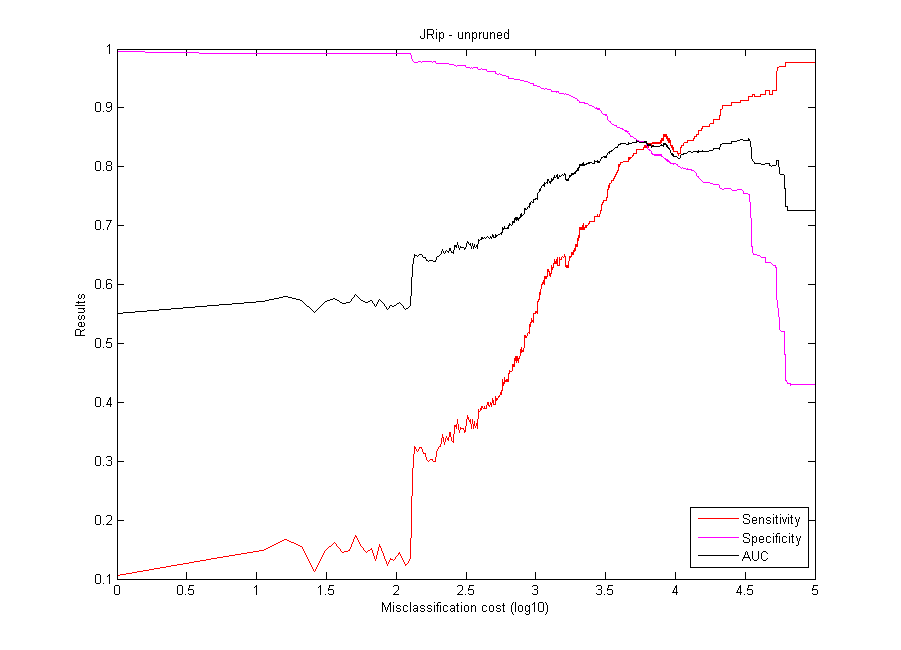 JRip - unpruned
1
0.9
0.8
0.7
0.6
0.5
0.4
0.3
0.2
0.1
Results
Sensitivity
Specificity
AUC
0 0.5 1 1.5 2 2.5 3 3.5 4 4.5 5
Misclassification cost (log10)